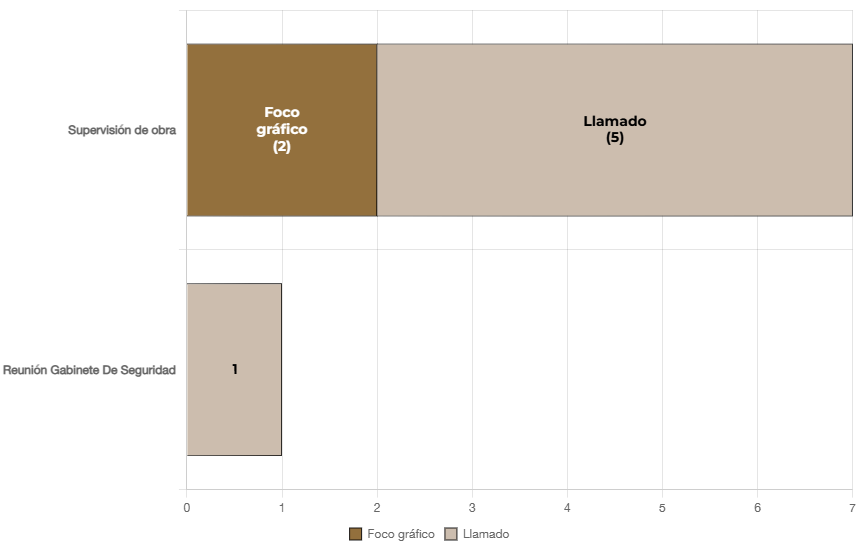 Supervisión de obra
Foco
gráfico
(2)
Llamado
(5)
Reunión Gabinete De Seguridad
1
0 1 2 3 4 5 6 7
Foco gráfico Llamado